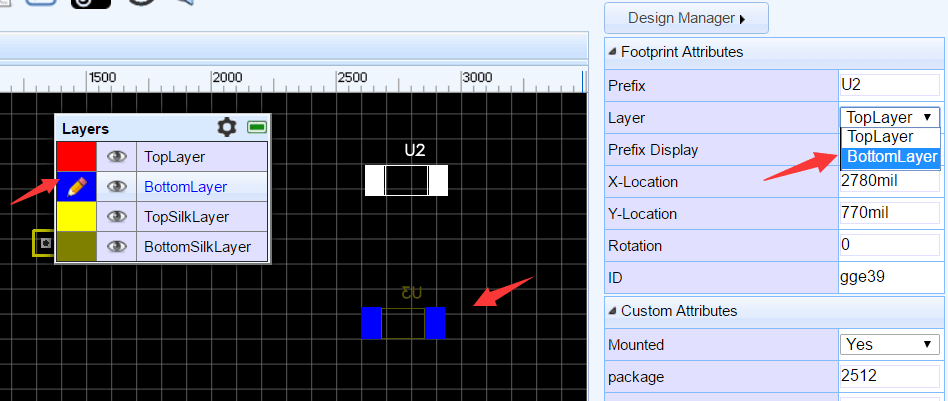 Design Manager
1500 2000 2500 3000
Layers
TopLayer
BottomLayer
TopSilkLayer
BottomSilkLayer
U2
U3
Footprint Attributes
Prefix U2
Layer TopLayer
TopLayer
BottomLayer
Prefix Display
X-Location 2780mil
Y-Location 770mil
Rotation 0
ID gge39
Custom Attributes
Mounted Yes
package 2512